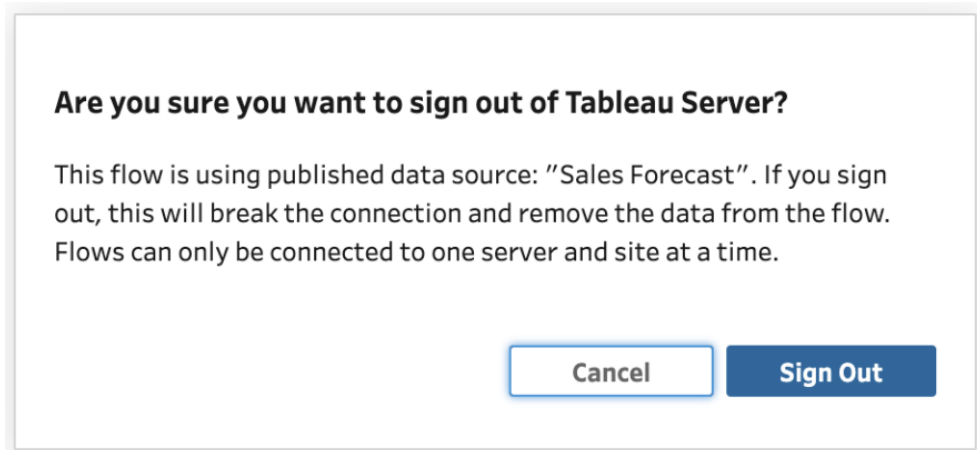 Are you sure you want to sign out of Tableau Server?
This flow is using published data source: "Sales Forecast". If you sign
out, this will break the connection and remove the data from the flow.
Flows can only be connected to one server and site at a time.
Cancel
Sign Out